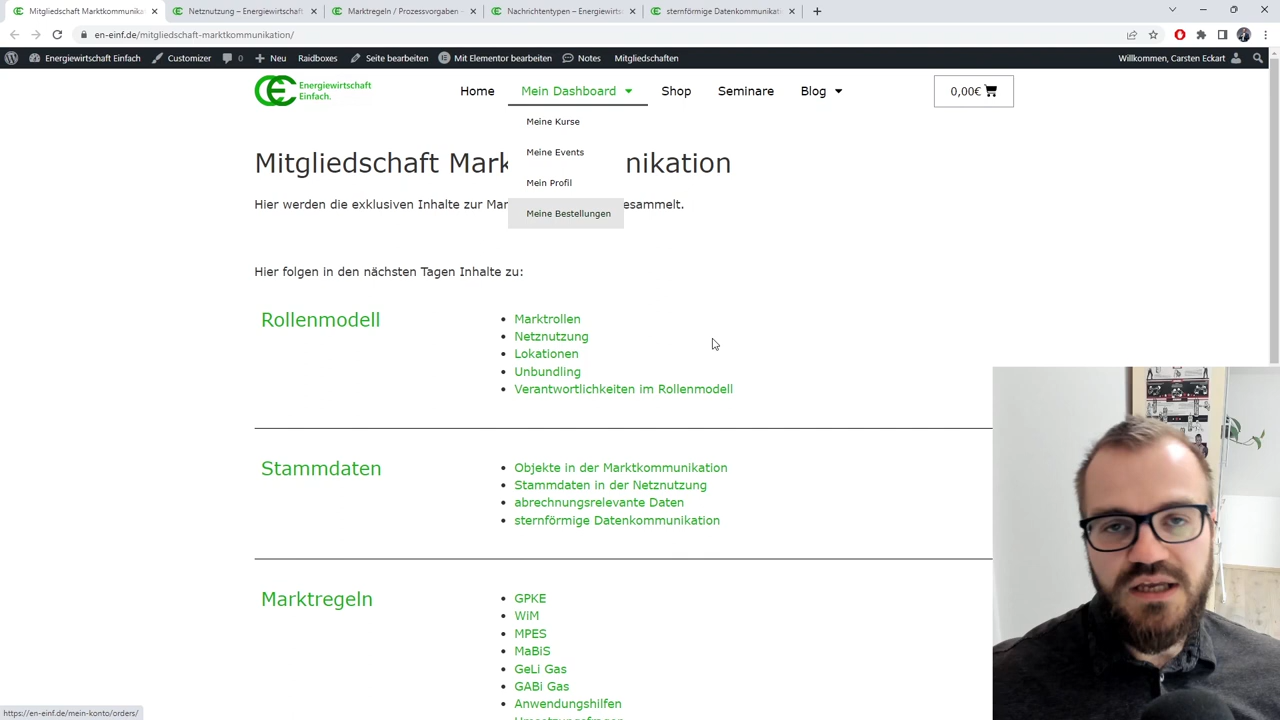 Mitgliedschaft Marktkommunika
Netznutzung – Energiewirtschaft
Marktregeln / Prozessvorgaben -
Nachrichtentypen – Energiewirts
sternförmige Datenkommunikati
en-einf.de/mitgliedschaft-marktkommunikation/
Energiewirtschaft Einfach
Customizer
0
Neu
Raidboxes
Seite bearbeiten
Mit Elementor bearbeiten
Notes
Mitgliedschaften
Willkommen, Carsten Eckart
Energiewirtschaft
Einfach.
Home
Mein Dashboard
Shop
Seminare
Blog
0,00€
Meine Kurse
Meine Events
Mein Profil
Meine Bestellungen
Mitgliedschaft Mark nikation
Hier werden die exklusiven Inhalte zur Mar esammelt.
Hier folgen in den nächsten Tagen Inhalte zu:
Rollenmodell
Marktrollen
Netznutzung
Lokationen
Unbundling
Verantwortlichkeiten im Rollenmodell
Stammdaten
Objekte in der Marktkommunikation
Stammdaten in der Netznutzung
abrechnungsrelevante Daten
sternförmige Datenkommunikation
Marktregeln
GPKE
WiM
MPES
MaBiS
GeLi Gas
GABi Gas
Anwendungshilfen
Umsetzungsfragen
https://en-einf.de/mein-konto/orders/